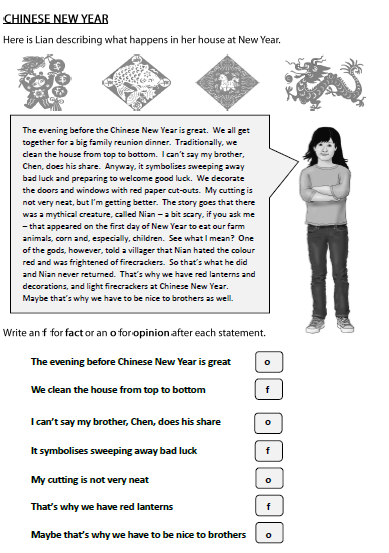 CHINESE NEW YEAR
Here is Lian describing what happens in her house at New Year.
The evening before the Chinese New Year is great. We all get
together for a big family reunion dinner. Traditionally, we
clean the house from top to bottom. I can't say my brother,
Chen, does his share. Anyway, it symbolises sweeping away
bad luck and preparing to welcome good luck. We decorate
the doors and windows with red paper cut-outs. My cutting is
not very neat, but I'm getting better. The story goes that there
was a mythical creature, called Nian – a bit scary, if you ask me
– that appeared on the first day of New Year to eat our farm
animals, corn and, especially, children. See what I mean? One
of the gods, however, told a villager that Nian hated the colour
red and was frightened of firecrackers. So that's what he did
and Nian never returned. That's why we have red lanterns and
decorations, and light firecrackers at Chinese New Year.
Maybe that's why we have to be nice to brothers as well.
Write an f for fact or an o for opinion after each statement.
The evening before Chinese New Year is great o
We clean the house from top to bottom f
I can't say my brother, Chen, does his share o
It symbolises sweeping away bad luck f
My cutting is not very neat o
That's why we have red lanterns f
Maybe that's why we have to be nice to brothers o